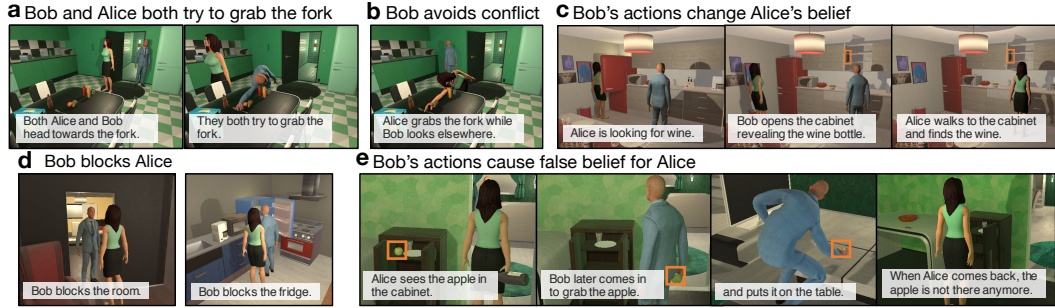 a Bob and Alice both try to grab the fork
Both Alice and Bob
head towards the fork.
They both try to grab the
fork.
b Bob avoids conflict
Alice grabs the fork while
Bob looks elsewhere.
c Bob's actions change Alice's belief
Alice is looking for wine.
Bob opens the cabinet
revealing the wine bottle.
Alice walks to the cabinet
and finds the wine.
d Bob blocks Alice
Bob blocks the room.
Bob blocks the fridge.
e Bob's actions cause false belief for Alice
Alice sees the apple in
the cabinet.
Bob later comes in
to grab the apple.
and puts it on the table.
When Alice comes back, the
apple is not there anymore.